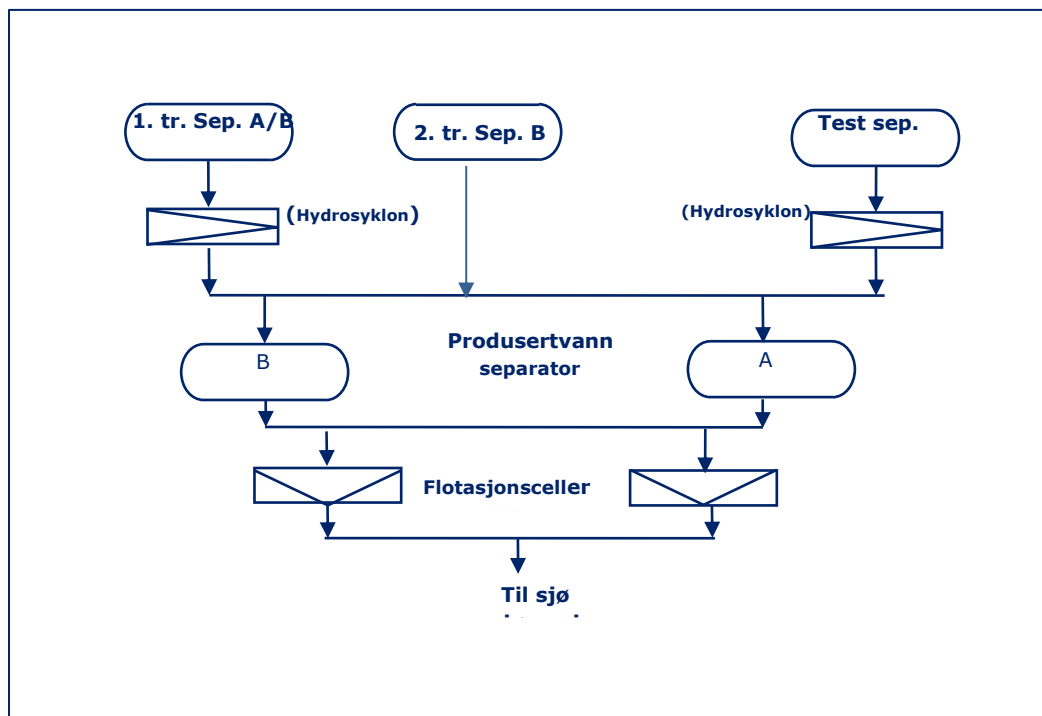 1. tr. Sep. A/B
2. tr. Sep. B
Test sep.
(Hydrosyklon)
(Hydrosyklon)
Produsertvann
separator
B
A
Flotasjonsceller
Til sjø